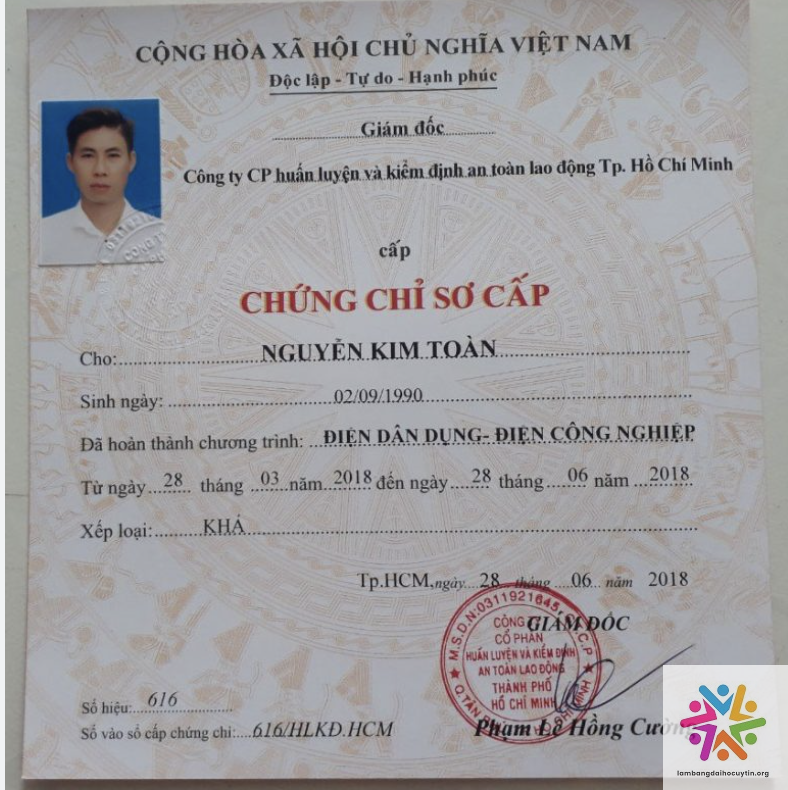 CỘNG HÒA XÃ HỘI CHỦ NGHĨA VIỆT NAM
Độc lập - Tự do - Hạnh phúc
Giám đốc
Công ty CP huấn luyện và kiểm định an toàn lao động Tp. Hồ Chí Minh
cấp
CHỨNG CHỈ SƠ CẤP
Cho: NGUYỄN KIM TOÀN
Sinh ngày: 02/09/1990
Đã hoàn thành chương trình: ĐIỆN DÂN DỤNG- ĐIỆN CÔNG NGHIỆP
Từ ngày 28 tháng 03 năm 2018 đến ngày 28 tháng 06 năm 2018
Xếp loại: KHÁ
Tp.HCM, ngày 28 tháng 06 năm 2018
GIÁM ĐỐC
M.S.D.N:0311921645
CÔNG
CỔ PHẦN
HUẤN LUYỆN VÀ KIỂM ĐỊNH
AN TOÀN LAO ĐỘNG
THÀNH PHỐ
HỒ CHÍ MINH
Số hiệu: 616
Số vào sổ cấp chứng chỉ: 616/HLKĐ.HCM
Phạm Lê Hồng Cường
lambangdaihocuytin.org